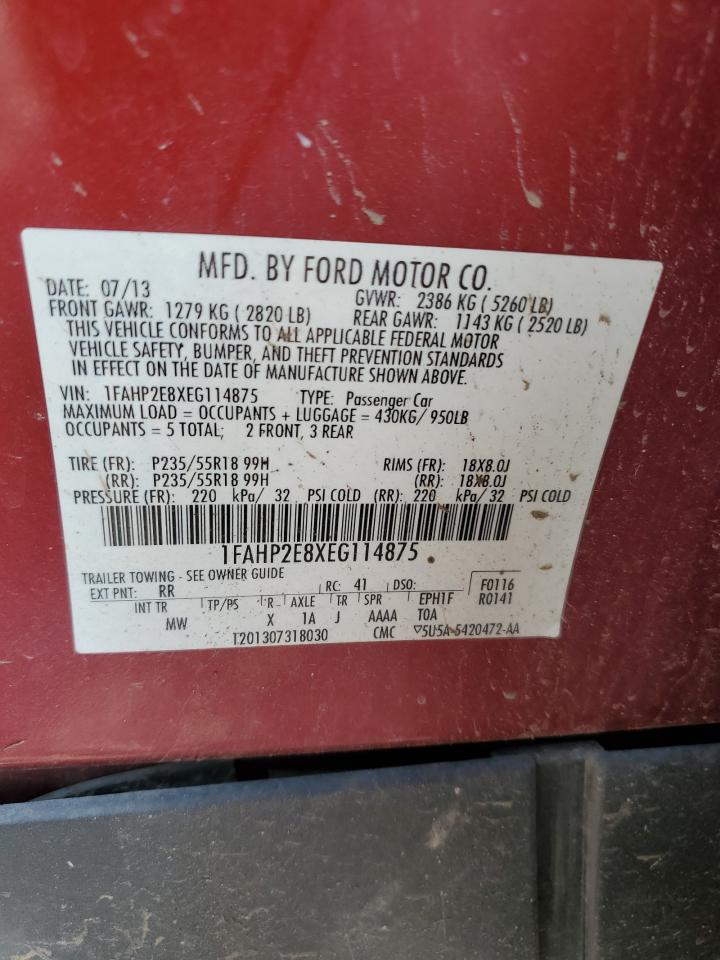 MFD. BY FORD MOTOR CO.
DATE: 07/13 GVWR: 2386 KG ( 5260 LB)
FRONT GAWR: 1279 KG ( 2820 LB) REAR GAWR: 1143 KG ( 2520 LB)
THIS VEHICLE CONFORMS TO ALL APPLICABLE FEDERAL MOTOR
VEHICLE SAFETY, BUMPER, AND THEFT PREVENTION STANDARDS
IN EFFECT ON THE DATE OF MANUFACTURE SHOWN ABOVE.
VIN: 1FAHP2E8XEG114875 TYPE: Passenger Car
MAXIMUM LOAD = OCCUPANTS + LUGGAGE = 430KG/ 950LB
OCCUPANTS = 5 TOTAL; 2 FRONT, 3 REAR
TIRE (FR): P235/55R18 99H RIMS (FR): 18X8.0J
(RR): P235/55R18 99H (RR): 18X8.0J
PRESSURE (FR): 220 kPa/ 32 PSI COLD (RR): 220 kPa/ 32 PSI COLD
1FAHP2E8XEG114875
TRAILER TOWING - SEE OWNER GUIDE
EXT PNT: RR RC: 41 DSO: F0116
INT TR TP/PS R AXLE TR SPR EPH1F R0141
MW X 1A J AAAA T0A
T201307318030 CMC ▽5U5A-5420472-AA